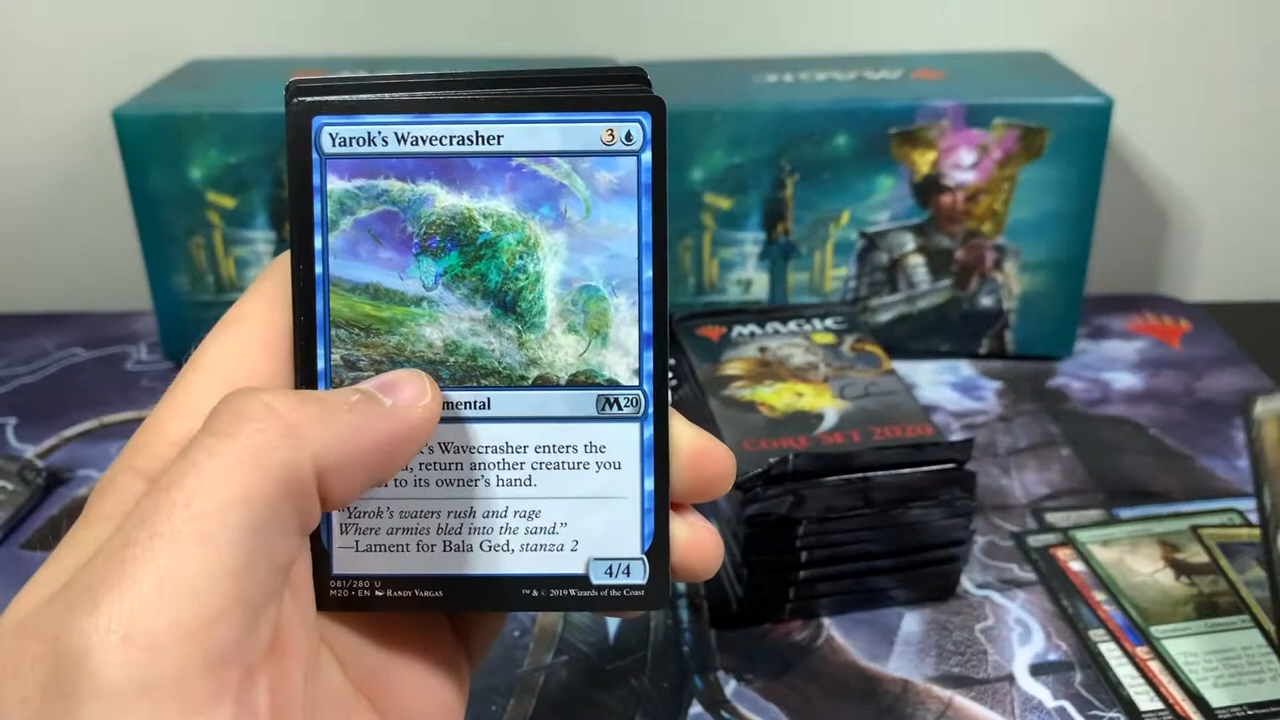 MAGIC
Yarok's Wavecrasher 3
mental M20
k's Wavecrasher enters the
, return another creature you
to its owner's hand.
"Yarok's waters rush and rage
Where armies bled into the sand."
—Lament for Bala Ged, stanza 2
4/4
081/280 U
M20 • EN RANDY VARGAS ™ & © 2019 Wizards of the Coast
MAGIC
CORE SET 2020